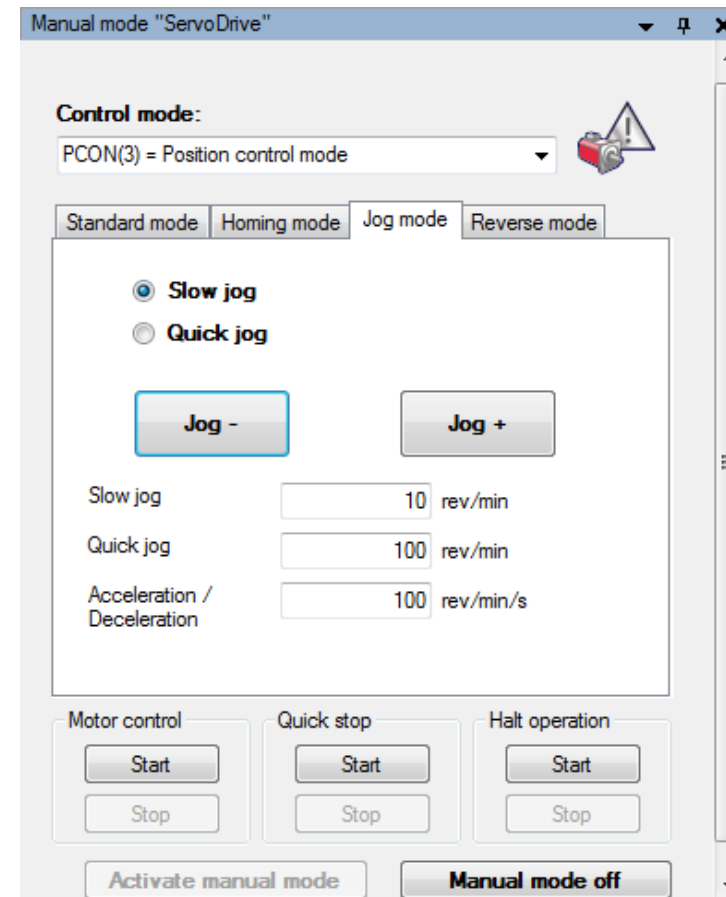 Manual mode "ServoDrive"
Control mode:
PCON(3) = Position control mode
Standard mode Homing mode Jog mode Reverse mode
Slow jog
Quick jog
Jog - Jog +
Slow jog 10 rev/min
Quick jog 100 rev/min
Acceleration / 100 rev/min/s
Deceleration
Motor control Quick stop Halt operation
Start Start Start
Stop Stop Stop
Activate manual mode Manual mode off